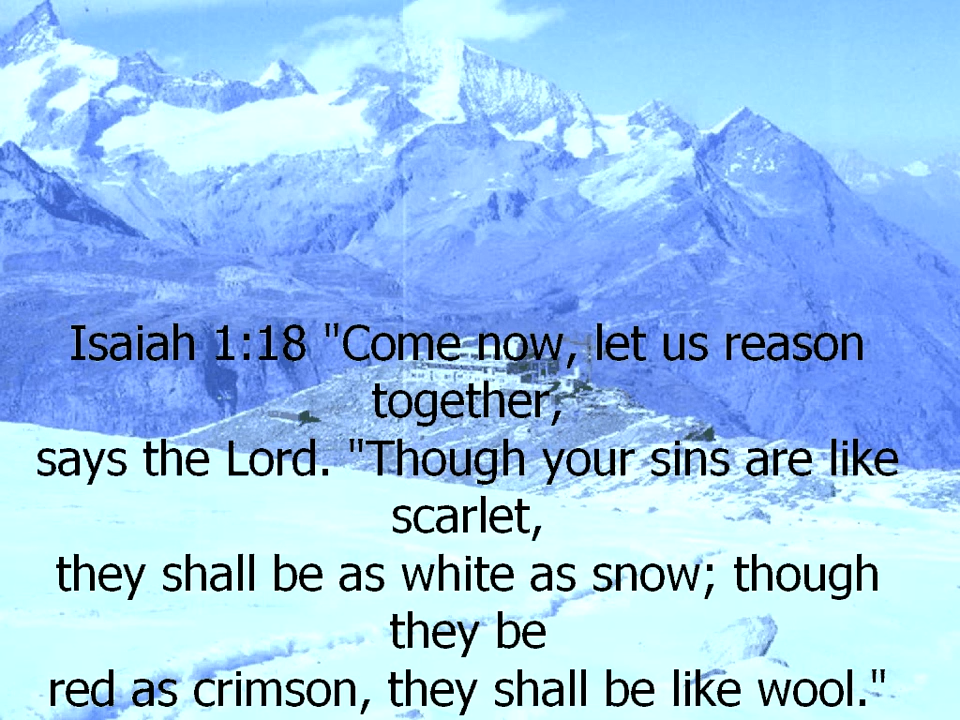 Isaiah 1:18 "Come now, let us reason
together,
says the Lord. "Though your sins are like
scarlet,
they shall be as white as snow; though
they be
red as crimson, they shall be like wool."